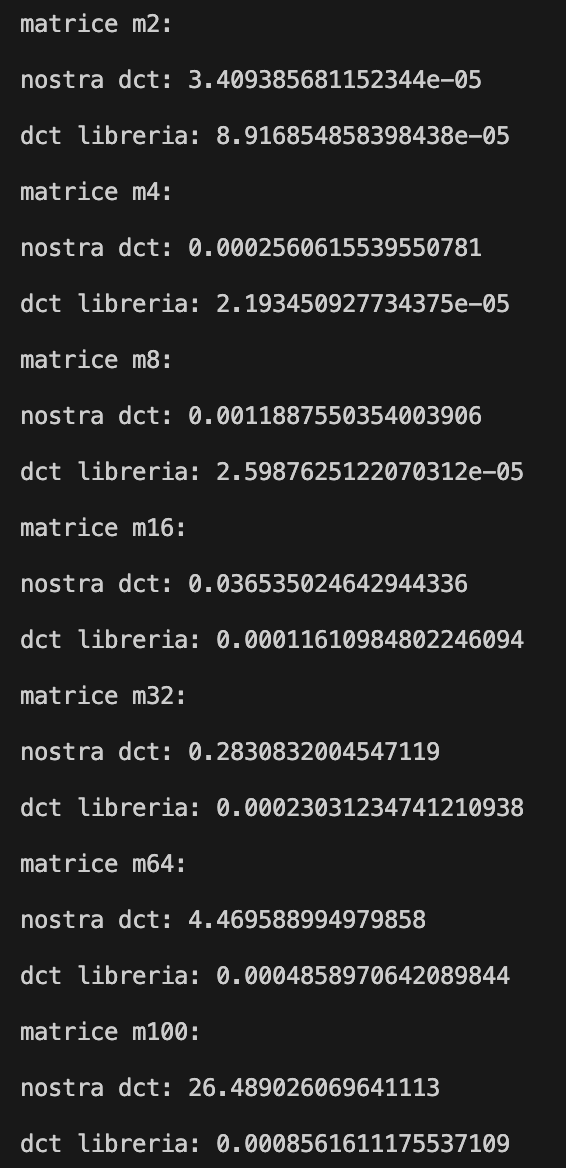 matrice m2:
nostra dct: 3.409385681152344e-05
dct libreria: 8.916854858398438e-05
matrice m4:
nostra dct: 0.0002560615539550781
dct libreria: 2.193450927734375e-05
matrice m8:
nostra dct: 0.0011887550354003906
dct libreria: 2.5987625122070312e-05
matrice m16:
nostra dct: 0.036535024642944336
dct libreria: 0.00011610984802246094
matrice m32:
nostra dct: 0.2830832004547119
dct libreria: 0.00023031234741210938
matrice m64:
nostra dct: 4.469588994979858
dct libreria: 0.0004858970642089844
matrice m100:
nostra dct: 26.489026069641113
dct libreria: 0.0008561611175537109